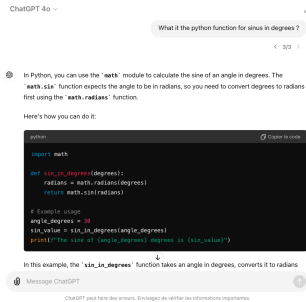 ChatGPT 4o
What it the python function for sinus in degrees ?
3/3
In Python, you can use the `math` module to calculate the sine of an angle in degrees. The
`math.sin` function expects the angle to be in radians, so you need to convert degrees to radians
first using the `math.radians` function.
Here's how you can do it:
python
Copier le code
import math
def sin_in_degrees(degrees):
radians = math.radians(degrees)
return math.sin(radians)
# Example usage
angle_degrees = 30
sin_value = sin_in_degrees(angle_degrees)
print(f"The sine of {angle_degrees} degrees is {sin_value}")
In this example, the `sin_in_degrees` function takes an angle in degrees, converts it to radians
Message ChatGPT
ChatGPT peut faire des erreurs. Envisagez de vérifier les informations importantes.